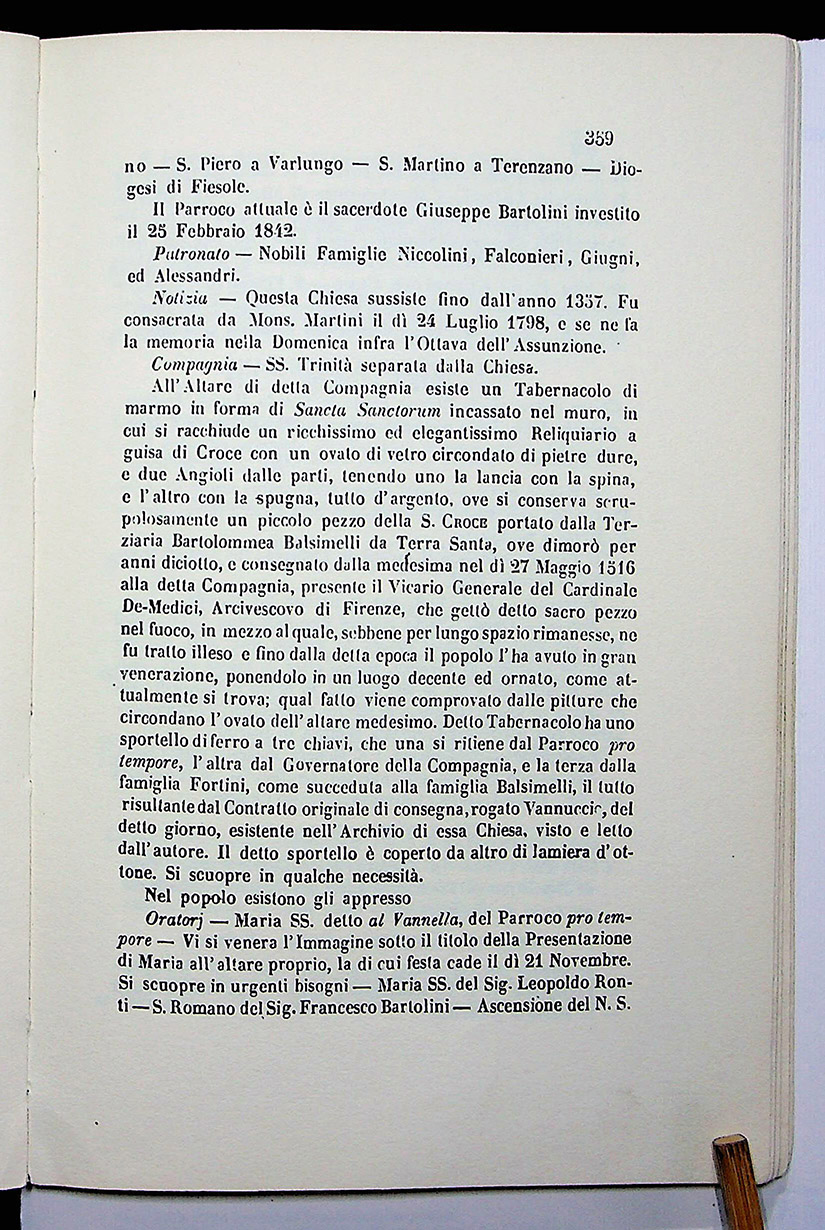 359
no — S. Piero a Varlungo — S. Martino a Terenzano — Dio-
gesi di Fiesole.
Il Parroco attuale è il sacerdote Giuseppe Bartolini investito
il 25 Febbraio 1842.
Patronato — Nobili Famiglie Niccolini, Falconieri, Giugni,
ed Alessandri.
Notizia — Questa Chiesa sussiste fino dall'anno 1357. Fu
consacrata da Mons. Martini il dì 24 Luglio 1798, e se ne fa
la memoria nella Domenica infra l'Ottava dell'Assunzione.
Compagnia — SS. Trinità separata dalla Chiesa.
All'Altare di detta Compagnia esiste un Tabernacolo di
marmo in forma di Sancta Sanctorum incassato nel muro, in
cui si racchiude un ricchissimo ed elegantissimo Reliquiario a
guisa di Croce con un ovato di vetro circondato di pietre dure,
e due Angioli dalle parti, tenendo uno la lancia con la spina,
e l'altro con la spugna, tutto d'argento, ove si conserva scru-
polosamente un piccolo pezzo della S. CROCE portato dalla Ter-
ziaria Bartolommea Balsimelli da Terra Santa, ove dimorò per
anni diciotto, e consegnato dalla medesima nel dì 27 Maggio 1516
alla detta Compagnia, presente il Vicario Generale del Cardinale
De-Medici, Arcivescovo di Firenze, che gettò detto sacro pezzo
nel fuoco, in mezzo al quale, sebbene per lungo spazio rimanesse, ne
fu tratto illeso e fino dalla detta epoca il popolo l'ha avuto in gran
venerazione, ponendolo in un luogo decente ed ornato, come at-
tualmente si trova; qual fatto viene comprovato dalle pitture che
circondano l'ovato dell'altare medesimo. Detto Tabernacolo ha uno
sportello di ferro a tre chiavi, che una si ritiene dal Parroco pro
tempore, l'altra dal Governatore della Compagnia, e la terza dalla
famiglia Fortini, come succeduta alla famiglia Balsimelli, il tutto
risultante dal Contratto originale di consegna, rogato Vannuccio, del
detto giorno, esistente nell'Archivio di essa Chiesa, visto e letto
dall'autore. Il detto sportello è coperto da altro di lamiera d'ot-
tone. Si scuopre in qualche necessità.
Nel popolo esistono gli appresso
Oratorj — Maria SS. detto al Vannella, del Parroco pro tem-
pore — Vi si venera l'Immagine sotto il titolo della Presentazione
di Maria all'altare proprio, la di cui festa cade il dì 21 Novembre.
Si scuopre in urgenti bisogni — Maria SS. del Sig. Leopoldo Ron-
ti — S. Romano del Sig. Francesco Bartolini — Ascensione del N. S.